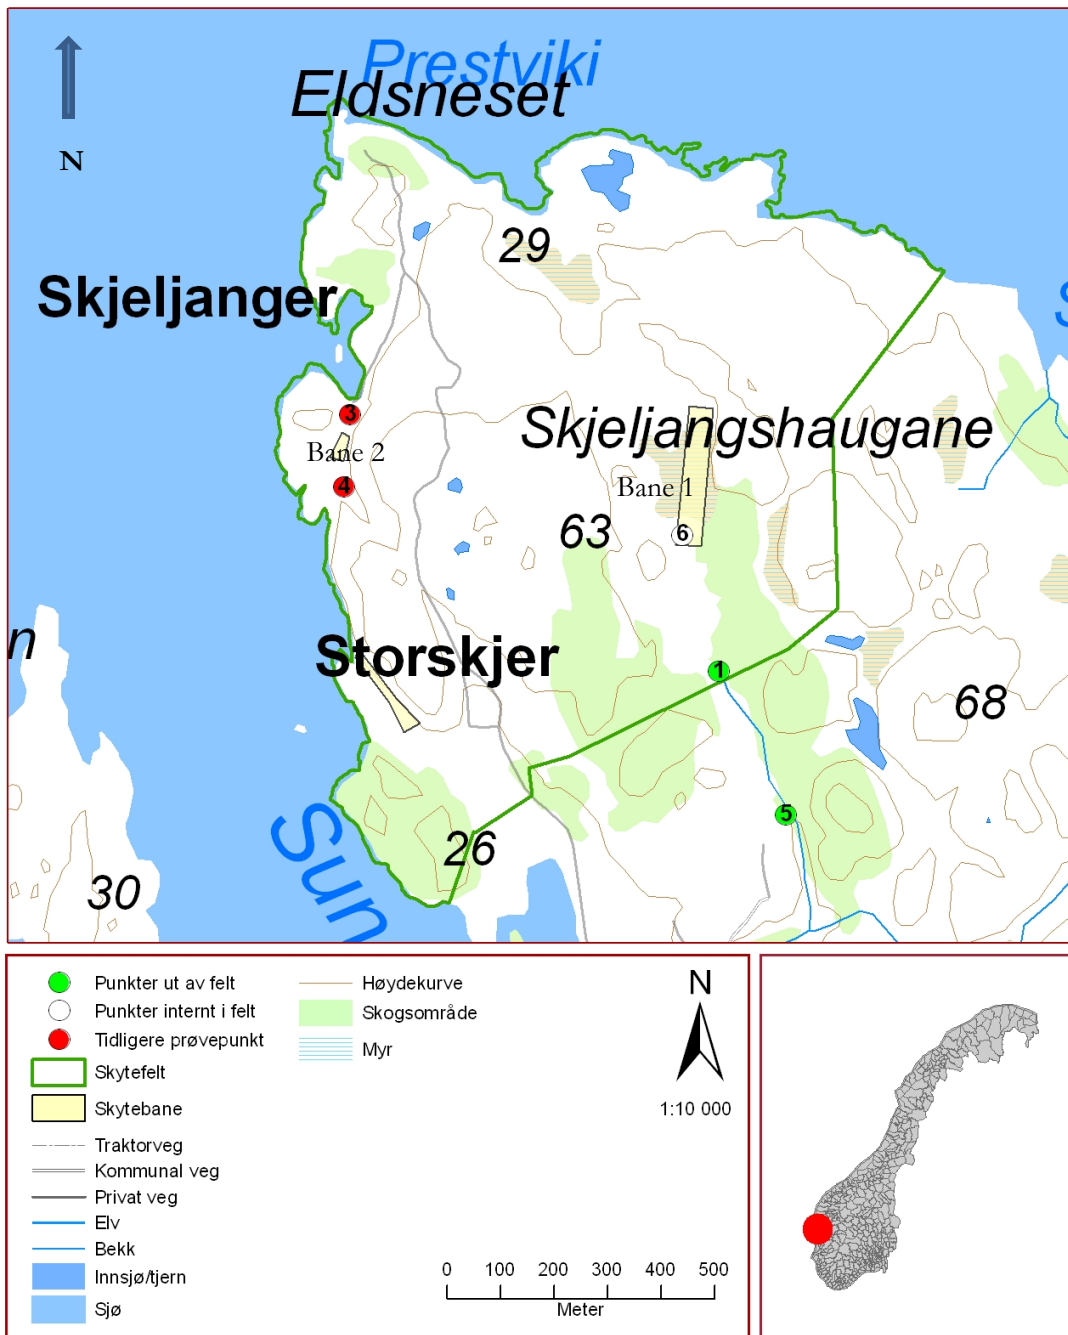 Prestviki
Eldsneset
N
29
Skjeljanger
S
3
Skjeljangshaugane
Bane 2
4
Bane 1
63
6
n
Storskjer
1
68
5
Sun
26
30
Punkter ut av felt
Punkter internt i felt
Tidligere prøvepunkt
Skytefelt
Skytebane
Traktorveg
Kommunal veg
Privat veg
Elv
Bekk
Innsjø/tjern
Sjø
Høydekurve
Skogsområde
Myr
N
1:10 000
0 100 200 300 400 500
Meter